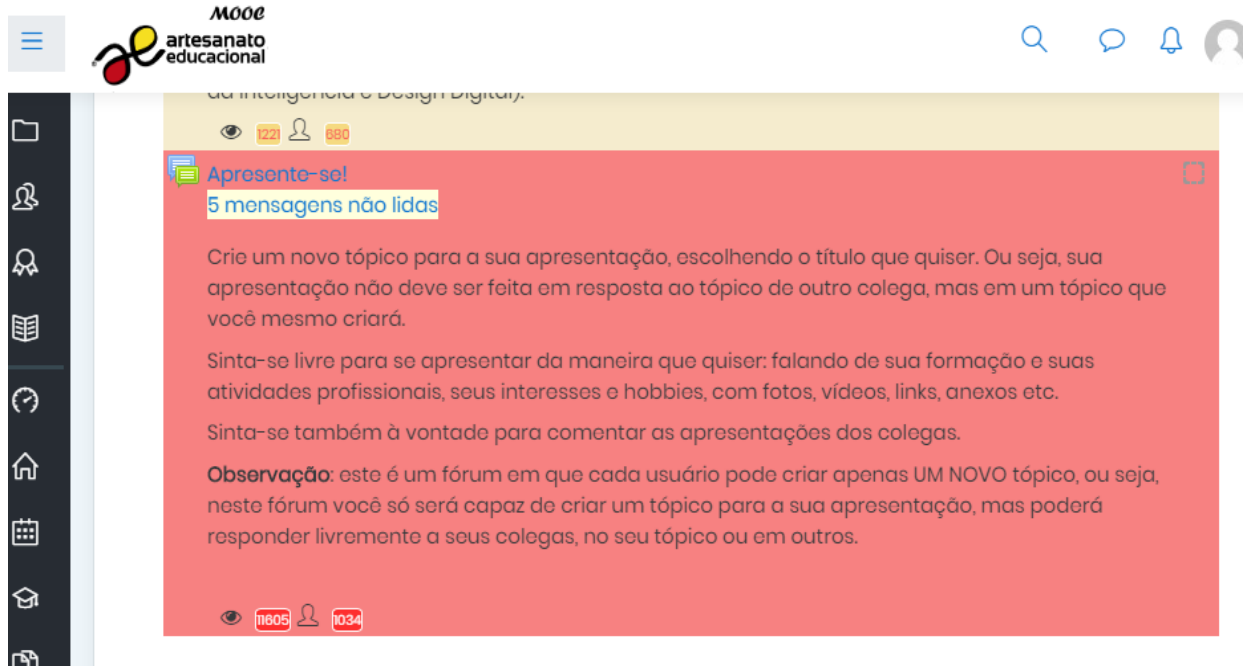 MOOC
artesanato
educacional
da Inteligência e Design Digital).
1221 680
Apresente-se!
5 mensagens não lidas
Crie um novo tópico para a sua apresentação, escolhendo o título que quiser. Ou seja, sua
apresentação não deve ser feita em resposta ao tópico de outro colega, mas em um tópico que
você mesmo criará.
Sinta-se livre para se apresentar da maneira que quiser: falando de sua formação e suas
atividades profissionais, seus interesses e hobbies, com fotos, vídeos, links, anexos etc.
Sinta-se também à vontade para comentar as apresentações dos colegas.
Observação: este é um fórum em que cada usuário pode criar apenas UM NOVO tópico, ou seja,
neste fórum você só será capaz de criar um tópico para a sua apresentação, mas poderá
responder livremente a seus colegas, no seu tópico ou em outros.
11605 1034